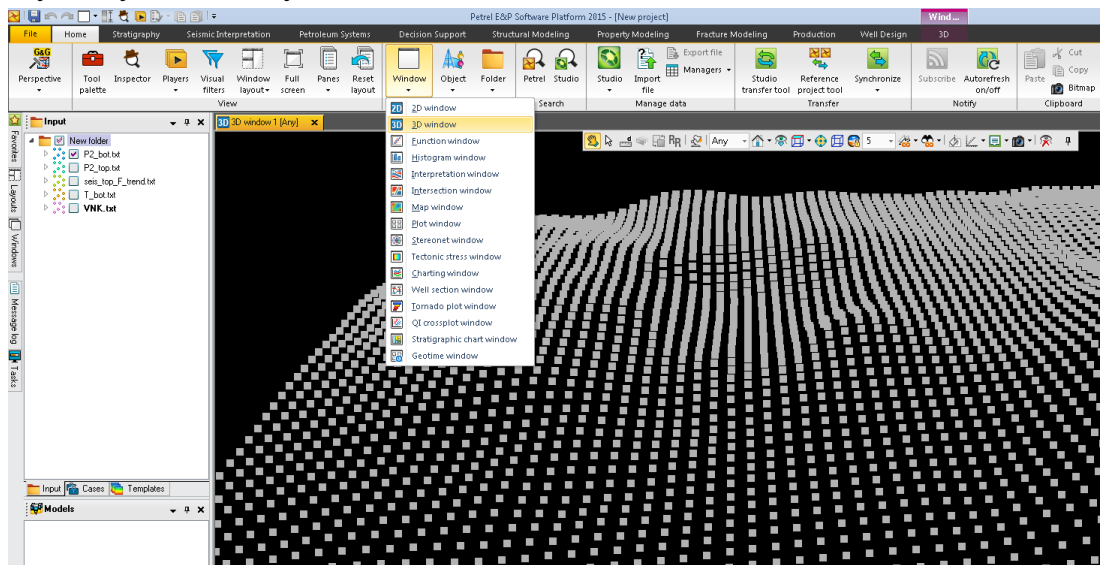 Petrel E&P Software Platform 2015 - [New project]
Wind...
File Home Stratigraphy Seismic Interpretation Petroleum Systems Decision Support Structural Modeling Property Modeling Fracture Modeling Production Well Design 3D
G&G
Perspective
Tool palette
Inspector
Players
Visual filters
Window layout
Full screen
Panes
Reset layout
Window
Object
Folder
Petrel
Studio
Studio
Import file
Export file
Managers
Studio transfer tool
Reference project tool
Synchronize
Subscribe
Autorefresh on/off
Paste
Cut
Copy
Bitmap
View
Search
Manage data
Transfer
Notify
Clipboard
Favorites
Layouts
Windows
Message log
Tasks
Input
New folder
P2_bot.txt
P2_top.txt
seis_top_F_trend.txt
T_bot.txt
VNK.txt
Input Cases Templates
Models
3D 3D window 1 [Any]
2D 2D window
3D 3D window
Function window
Histogram window
Interpretation window
Intersection window
Map window
Plot window
Stereonet window
Tectonic stress window
Charting window
Well section window
Tornado plot window
QI crossplot window
Stratigraphic chart window
Geotime window
Any
5